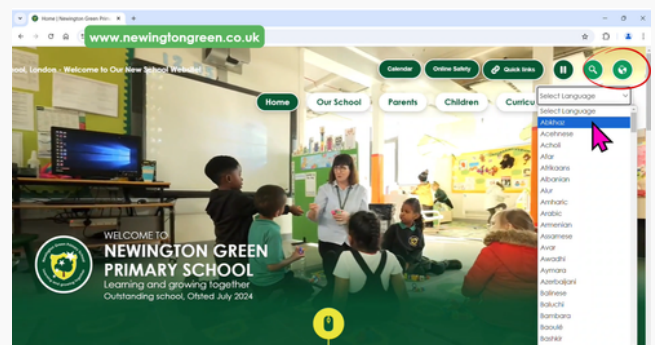 Home | Newington Green Prim
www.newingtongreen.co.uk
ool, London - Welcome to Our New School Website!
Calendar
Online Safety
Quick links
Home
Our School
Parents
Children
Curricu
Select Language
Select Language
Abkhaz
Acehnese
Acholi
Afar
Afrikaans
Albanian
Alur
Amharic
Arabic
Armenian
Assamese
Avar
Awadhi
Aymara
Azerbaijani
Balinese
Baluchi
Bambara
Baoulé
Bashkir
WELCOME TO
NEWINGTON GREEN
PRIMARY SCHOOL
Learning and growing together
Outstanding school, Ofsted July 2024